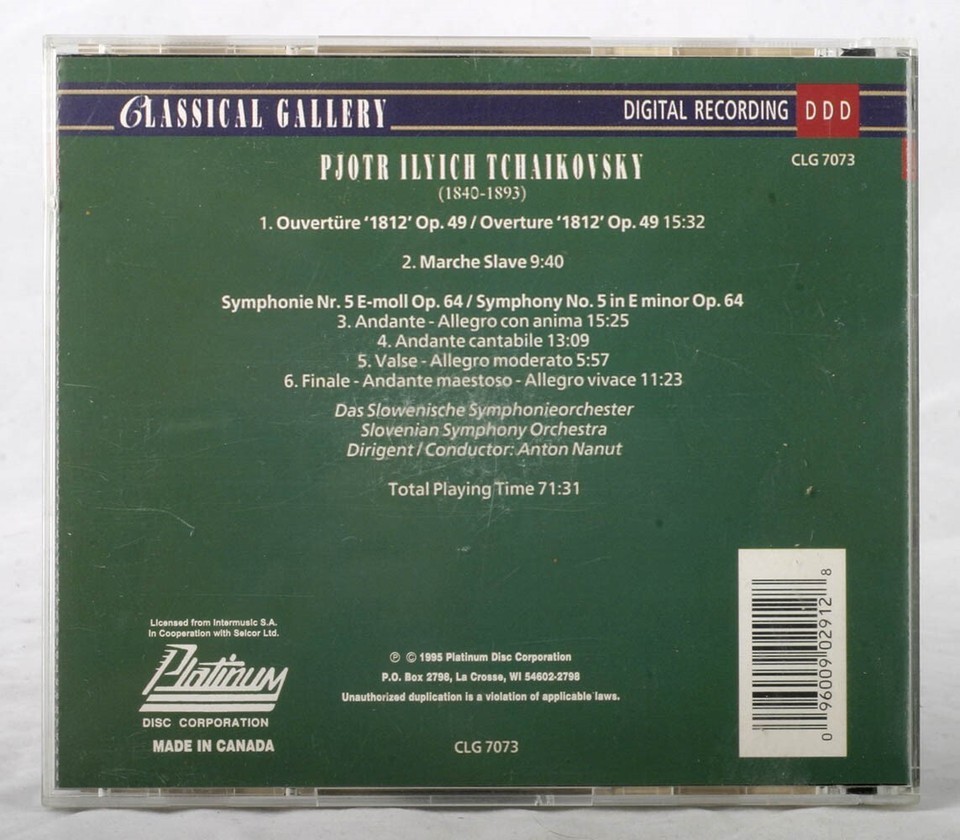 CLASSICAL GALLERY
DIGITAL RECORDING DDD
PJOTR ILYICH TCHAIKOVSKY
CLG 7073
(1840-1893)
1. Ouvertüre ‘1812’ Op. 49 / Overture ‘1812’ Op. 49 15:32
2. Marche Slave 9:40
Symphonie Nr. 5 E-moll Op. 64 / Symphony No. 5 in E minor Op. 64
3. Andante - Allegro con anima 15:25
4. Andante cantabile 13:09
5. Valse - Allegro moderato 5:57
6. Finale - Andante maestoso - Allegro vivace 11:23
Das Slowenische Symphonieorchester
Slovenian Symphony Orchestra
Dirigent / Conductor: Anton Nanut
Total Playing Time 71:31
Licensed from Intermusic S.A.
In Cooperation with Selcor Ltd.
Platinum
DISC CORPORATION
MADE IN CANADA
℗ © 1995 Platinum Disc Corporation
P.O. Box 2798, La Crosse, WI 54602-2798
Unauthorized duplication is a violation of applicable laws.
CLG 7073
0 96009 02912 8